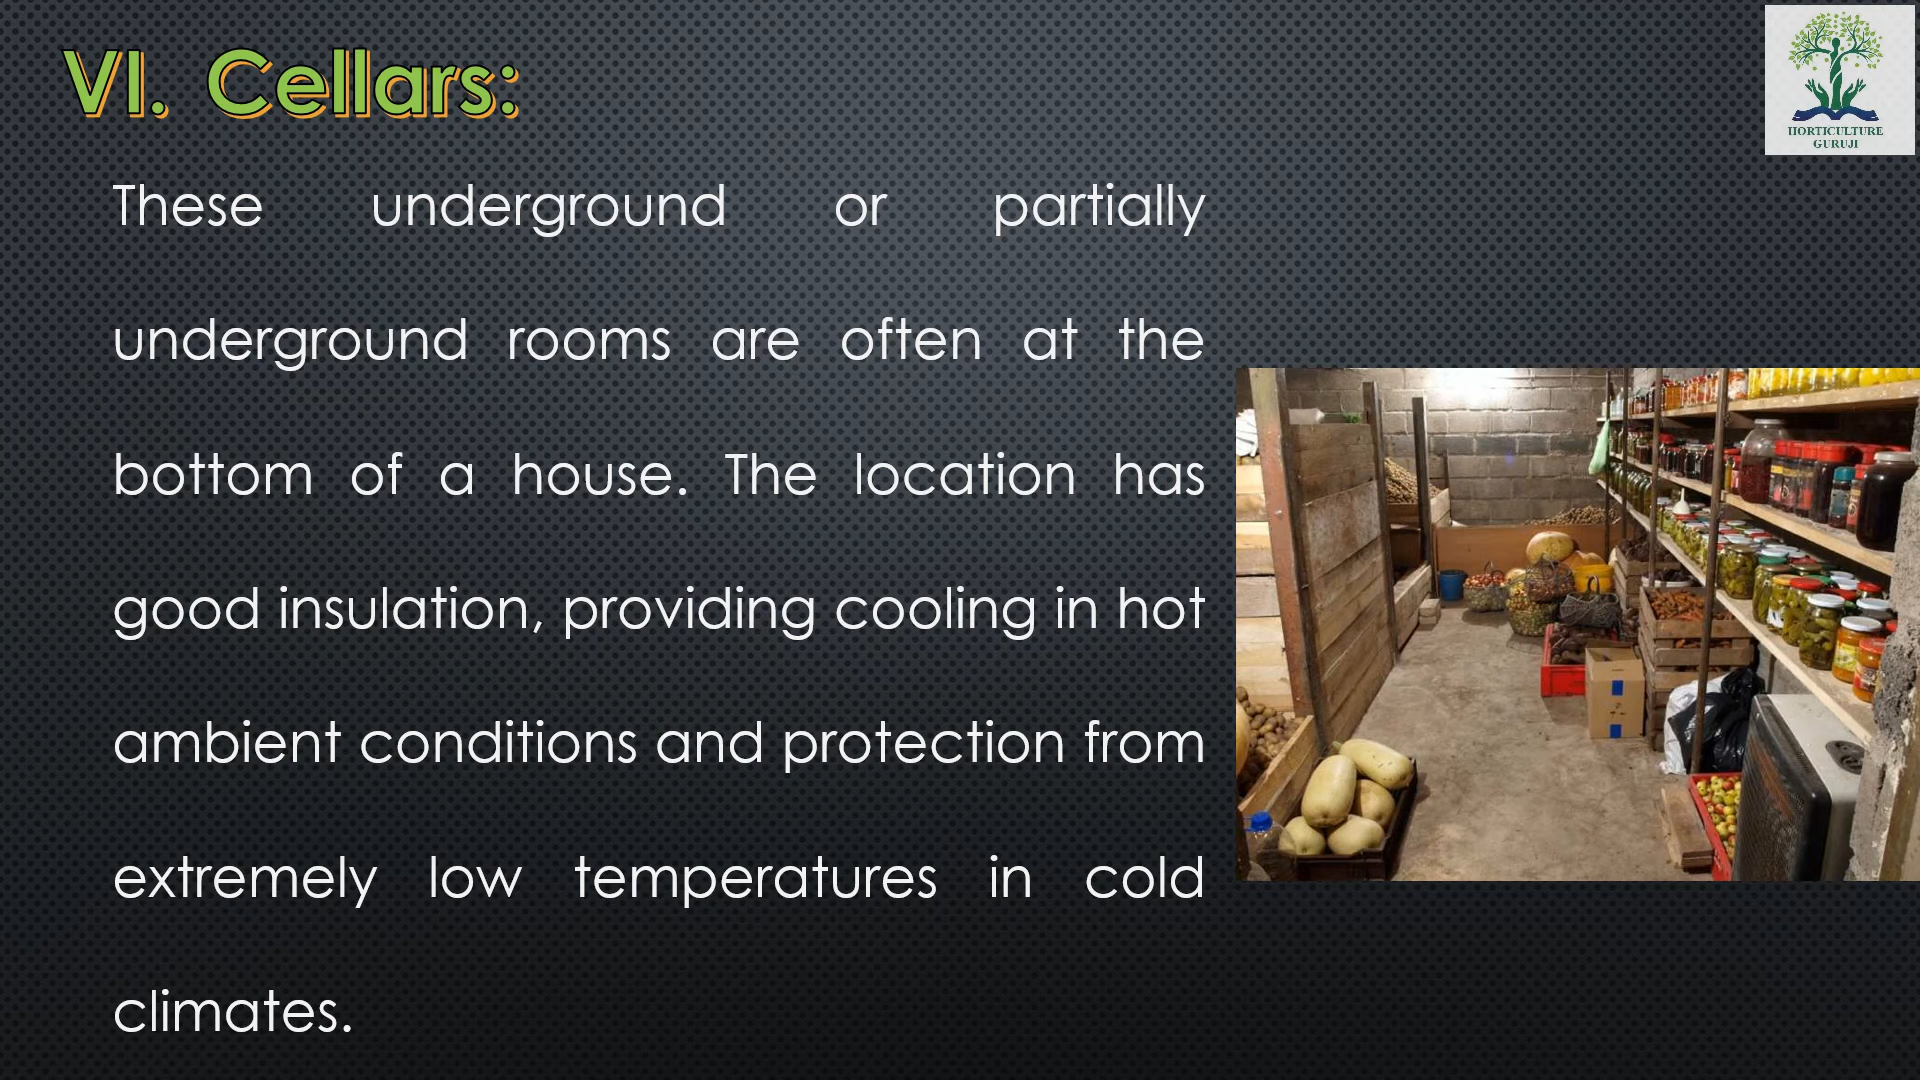 VI. Cellars:
HORTICULTURE
GURUJI
These underground or partially
underground rooms are often at the
bottom of a house. The location has
good insulation, providing cooling in hot
ambient conditions and protection from
extremely low temperatures in cold
climates.